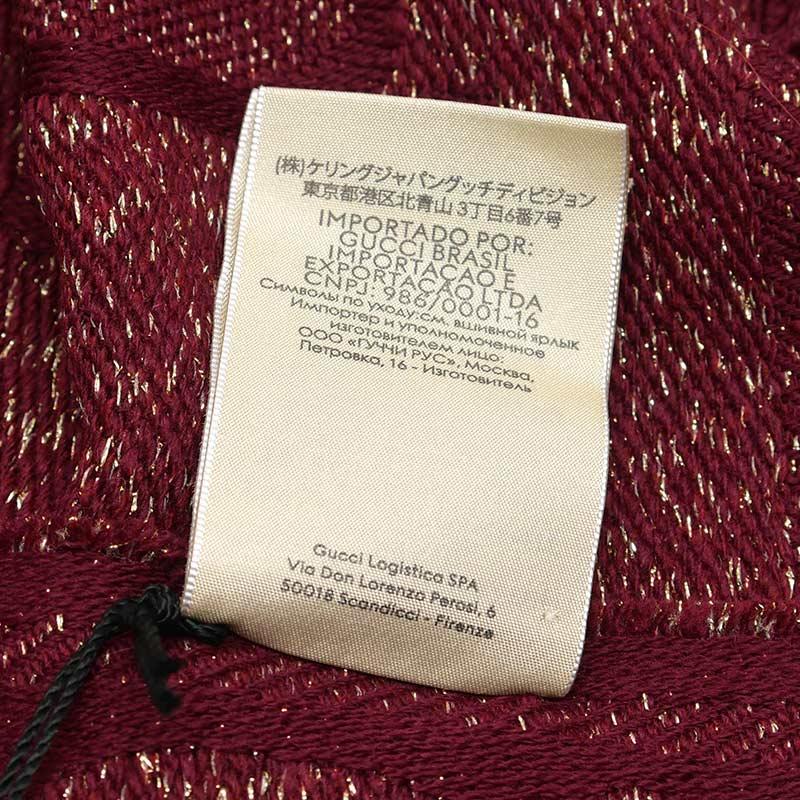 (株)ケリングジャパングッチディビジョン
東京都港区北青山3丁目6番7号
IMPORTADO POR:
GUCCI BRASIL
IMPORTACAO E
EXPORTACAO LTDA
CNPJ: 986/0001-16
Символы по уходу:см. вшивной ярлык
Импортер и уполномоченное
изготовителем лицо:
ООО «ГУЧЧИ РУС», Москва,
Петровка, 16 - Изготовитель
Gucci Logistica SPA
Via Don Lorenzo Perosi, 6
50018 Scandicci - Firenze